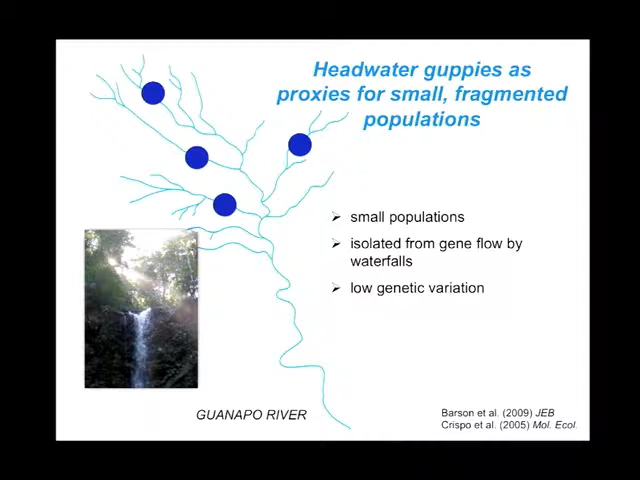 Headwater guppies as
proxies for small, fragmented
populations
small populations
isolated from gene flow by
waterfalls
low genetic variation
GUANAPO RIVER
Barson et al. (2009) JEB
Crispo et al. (2005) Mol. Ecol.